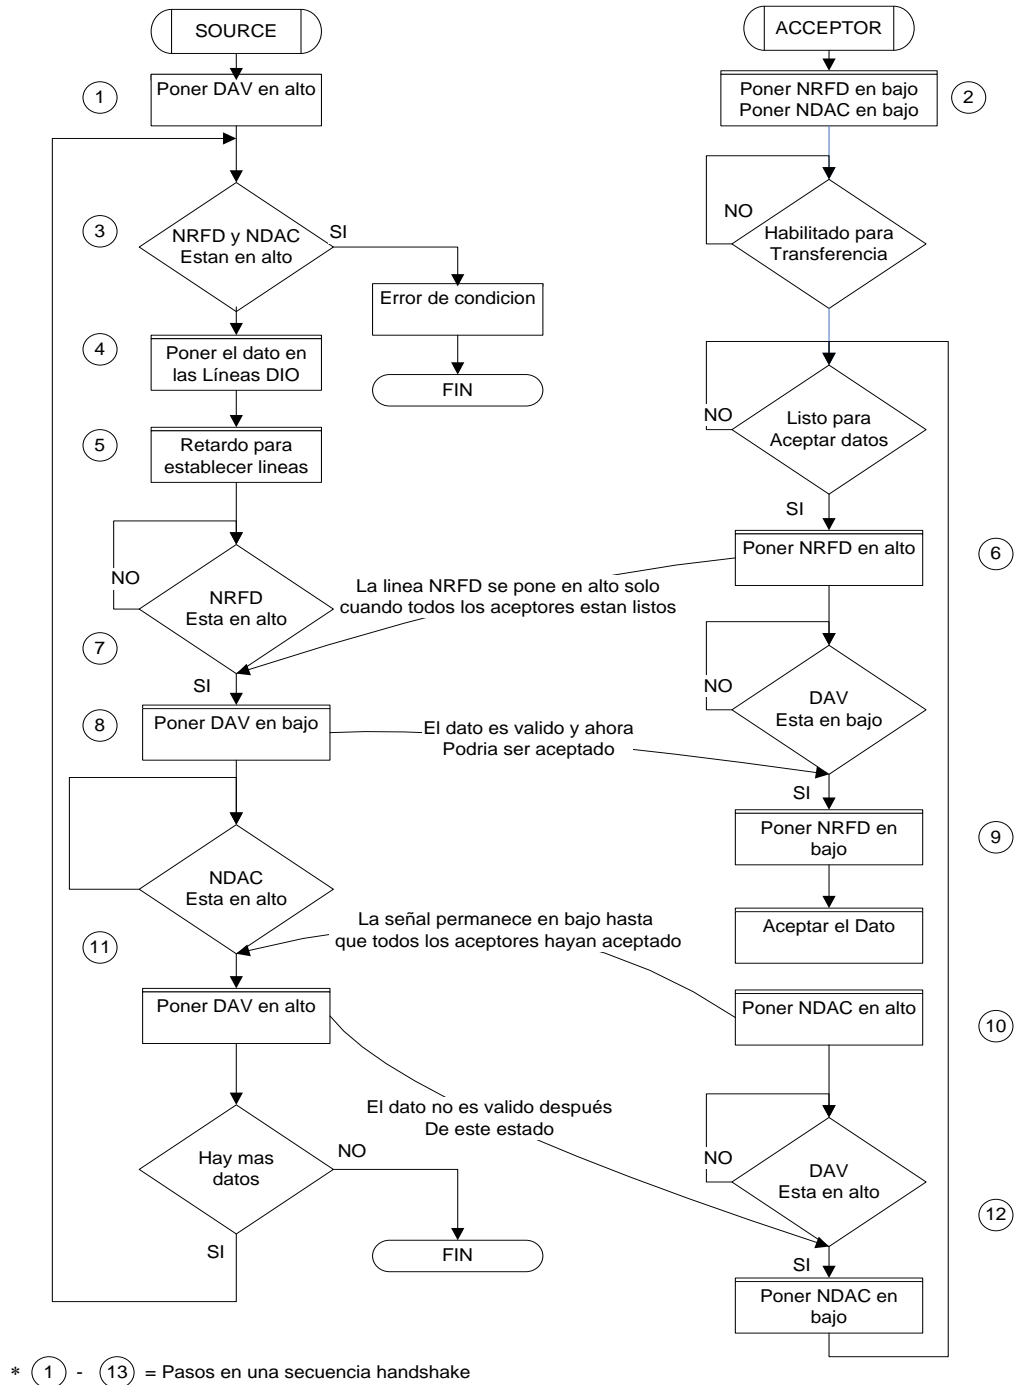 SOURCE
1
Poner DAV en alto
3
NRFD y NDAC
Estan en alto
SI
Error de condicion
FIN
4
Poner el dato en
las Líneas DIO
5
Retardo para
establecer lineas
NO
NRFD
Esta en alto
7
SI
8
Poner DAV en bajo
NDAC
Esta en alto
11
Poner DAV en alto
Hay mas
datos
NO
FIN
SI
La linea NRFD se pone en alto solo
cuando todos los aceptores estan listos
El dato es valido y ahora
Podria ser aceptado
La señal permanece en bajo hasta
que todos los aceptores hayan aceptado
El dato no es valido después
De este estado
ACCEPTOR
Poner NRFD en bajo
Poner NDAC en bajo
2
NO
Habilitado para
Transferencia
NO
Listo para
Aceptar datos
SI
Poner NRFD en alto
6
NO
DAV
Esta en bajo
SI
Poner NRFD en
bajo
9
Aceptar el Dato
Poner NDAC en alto
10
NO
DAV
Esta en alto
12
SI
Poner NDAC en
bajo
* 1 - 13 = Pasos en una secuencia handshake